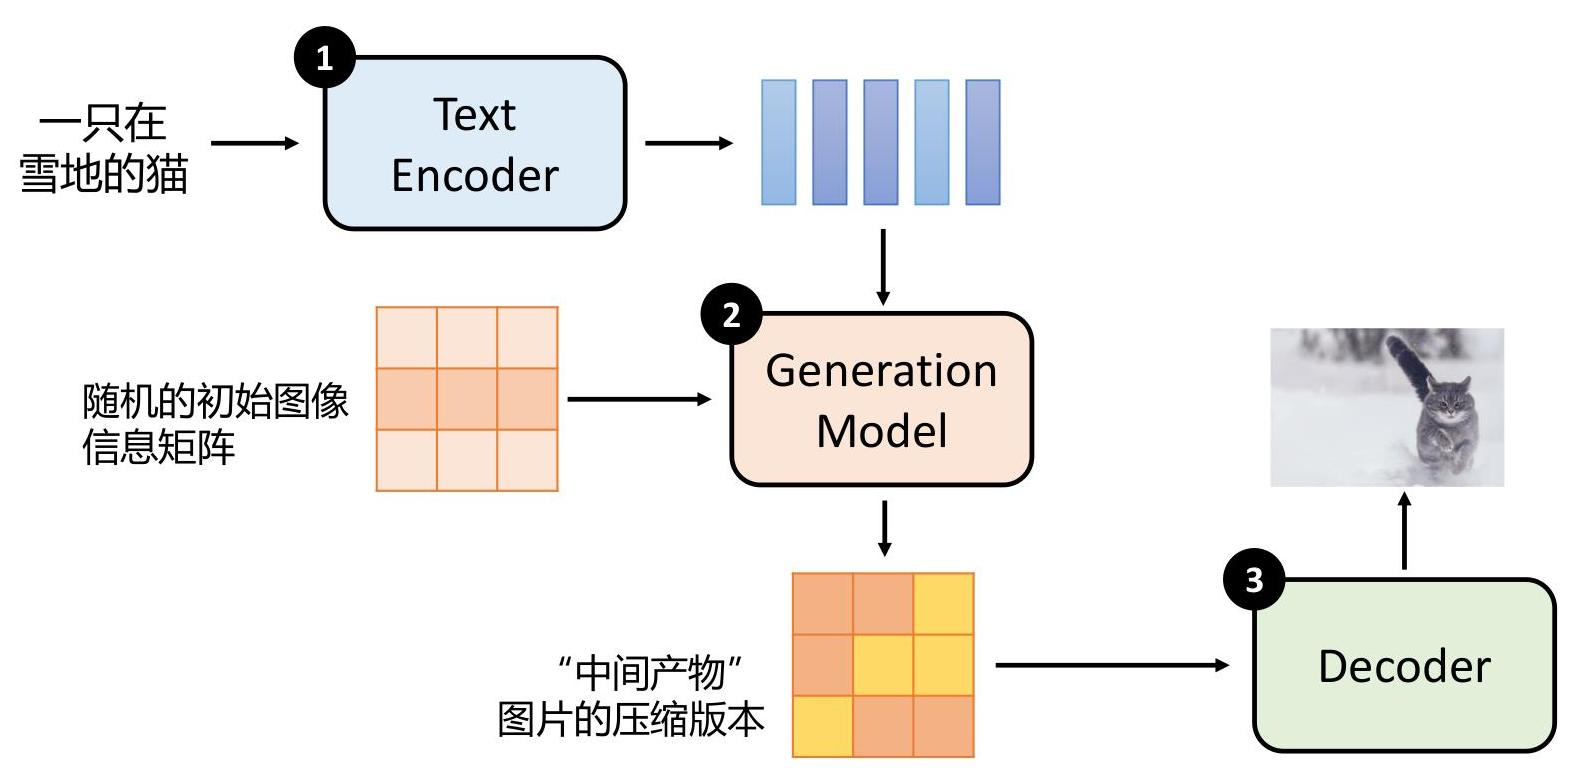 1
一只在
雪地的猫
Text
Encoder
2
随机的初始图像
信息矩阵
Generation
Model
“中间产物”
图片的压缩版本
3
Decoder